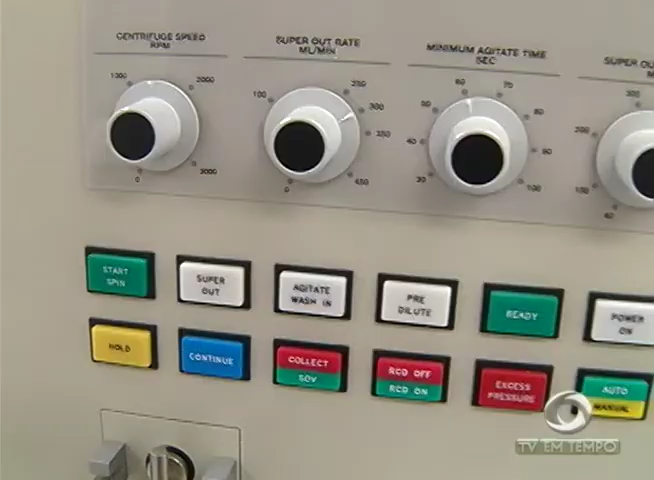 CENTRIFUGE SPEED
RPM
1000
2000
0
3000
SUPER OUT RATE
ML/MIN
100
250
300
350
0
450
MINIMUM AGITATE TIME
SEC
60
70
50
80
40
90
30
100
SUPER OU
M
300
200
150
START
SPIN
SUPER
OUT
AGITATE
WASH IN
PRE
DILUTE
READY
POWER
ON
HOLD
CONTINUE
COLLECT
RCD OFF
RCD ON
EXCESS
PRESSURE
AUTO
MANUAL
TV EM TEMPO